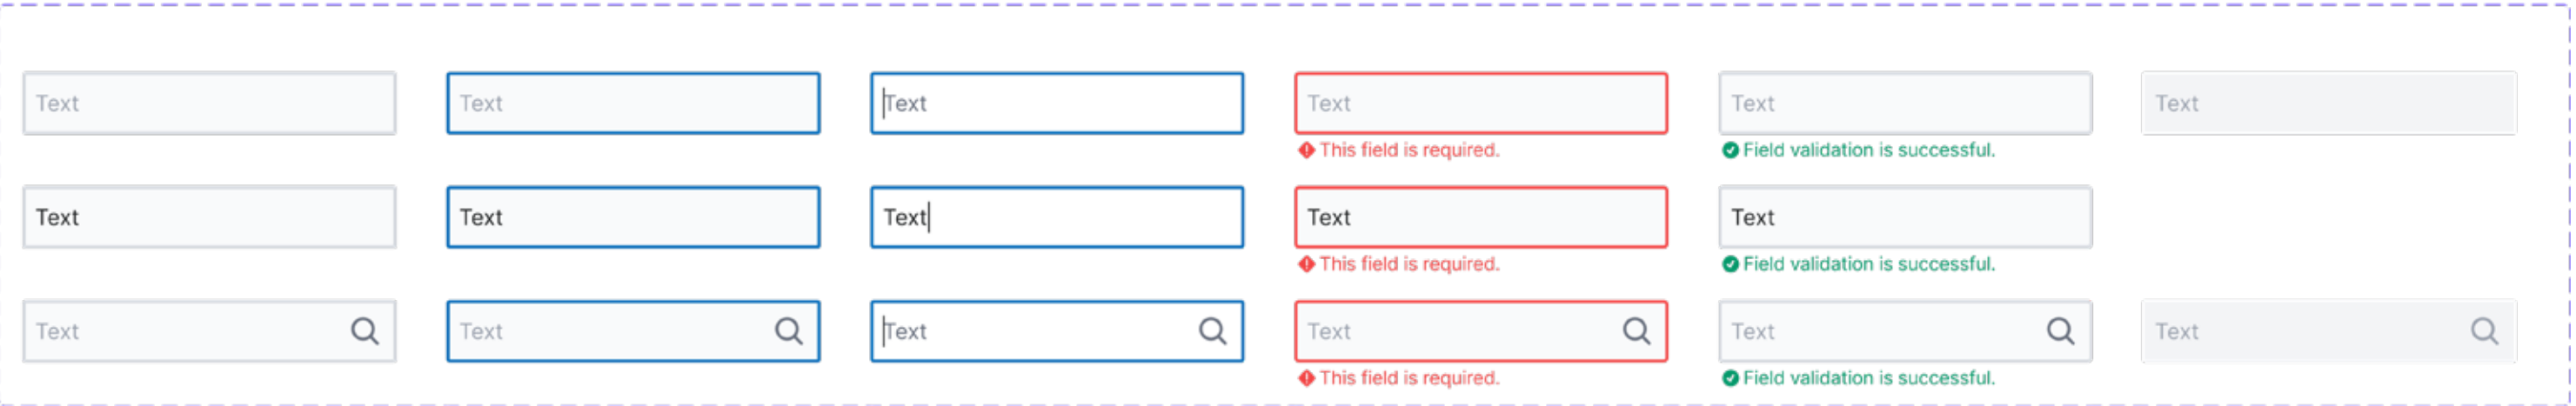 Text Text Text Text Text Text
This field is required. Field validation is successful.
Text Text Text Text Text
This field is required. Field validation is successful.
Text Text Text Text Text Text
This field is required. Field validation is successful.